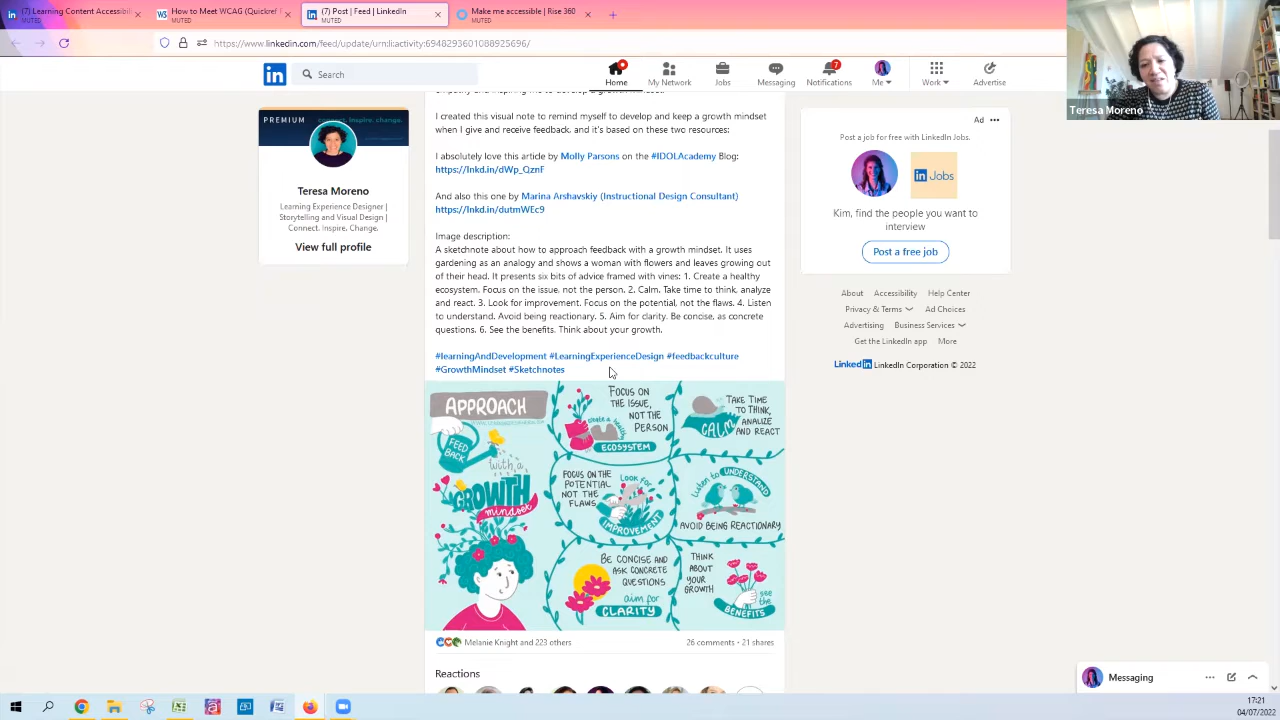 (7) Learning Content Accessibil
MUTED
How to Meet WCAG (Quickref
MUTED
(7) Post | Feed | LinkedIn
MUTED
Make me accessible | Rise 360
MUTED
https://www.linkedin.com/feed/update/urn:li:activity:6948293601088925696/
Search
Home
My Network
Jobs
Messaging
7
Notifications
Me
Work
Advertise
Teresa Moreno
PREMIUM
connect. Inspire. change.
Teresa Moreno
Learning Experience Designer |
Storytelling and Visual Design |
Connect. Inspire. Change.
View full profile
I created this visual note to remind myself to develop and keep a growth mindset
when I give and receive feedback, and it's based on these two resources:
I absolutely love this article by Molly Parsons on the #IDOLAcademy Blog:
https://lnkd.in/dWp_QznF
And also this one by Marina Arshavskiy (Instructional Design Consultant)
https://lnkd.in/dutmWEc9
Image description:
A sketchnote about how to approach feedback with a growth mindset. It uses
gardening as an analogy and shows a woman with flowers and leaves growing out
of their head. It presents six bits of advice framed with vines: 1. Create a healthy
ecosystem. Focus on the issue, not the person. 2. Calm. Take time to think, analyze
and react. 3. Look for improvement. Focus on the potential, not the flaws. 4. Listen
to understand. Avoid being reactionary. 5. Aim for clarity. Be concise, as concrete
questions. 6. See the benefits. Think about your growth.
#learningAndDevelopment #LearningExperienceDesign #feedbackculture
#GrowthMindset #Sketchnotes
APPROACH
FEED
BACK
with a
GROWTH
mindset
FOCUS ON
THE ISSUE,
NOT THE
PERSON
create a healthy
ECOSYSTEM
TAKE TIME
TO THINK,
ANALIZE
AND REACT
CALM
FOCUS ON THE
POTENTIAL
NOT THE
FLAWS
Look for
IMPROVEMENT
Listen to UNDERSTAND
AVOID BEING REACTIONARY
BE CONCISE AND
ASK CONCRETE
QUESTIONS
aim for
CLARITY
THINK
ABOUT
YOUR
GROWTH
see
the
BENEFITS
Melanie Knight and 223 others
26 comments • 21 shares
Reactions
Ad
Post a job for free with LinkedIn Jobs.
in Jobs
Kim, find the people you want to
interview
Post a free job
About Accessibility Help Center
Privacy & Terms Ad Choices
Advertising Business Services
Get the LinkedIn app More
Linkedin LinkedIn Corporation © 2022
Messaging
17:21
04/07/2022